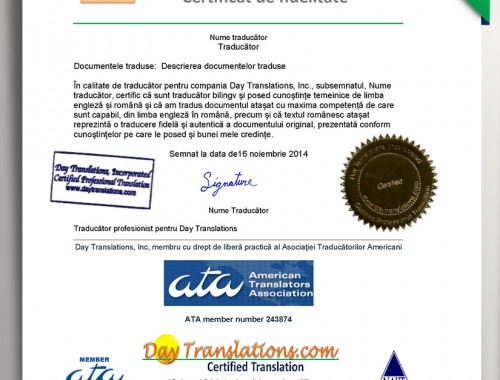 Certificat de fidelitate
Nume traducător
Traducător
Documentele traduse: Descrierea documentelor traduse
În calitate de traducător pentru compania Day Translations, Inc., subsemnatul, Nume
traducător, certific că sunt traducător bilingv și posed cunoștințe temeinice de limba
engleză și română și că am tradus documentul atașat cu maxima competență de care
sunt capabil, din limba engleză în română, precum și că textul românesc atașat
reprezintă o traducere fidelă și autentică a documentului original, prezentată conform
cunoștințelor pe care le posed și bunei mele credințe.
Semnat la data de16 noiembrie 2014
Day Translations, Incorporated
Certified Professional Translation
www.daytranslations.com
Signature
Certified
Nume Traducător
Traducător profesionist pentru Day Translations
Day Translations, Inc, membru cu drept de liberă practică al Asociației Traducătorilor Americani
ata American
Translators
Association
ATA member number 243874
Day Translations.com
Certified Translation
MEMBER
ata
NAJIT